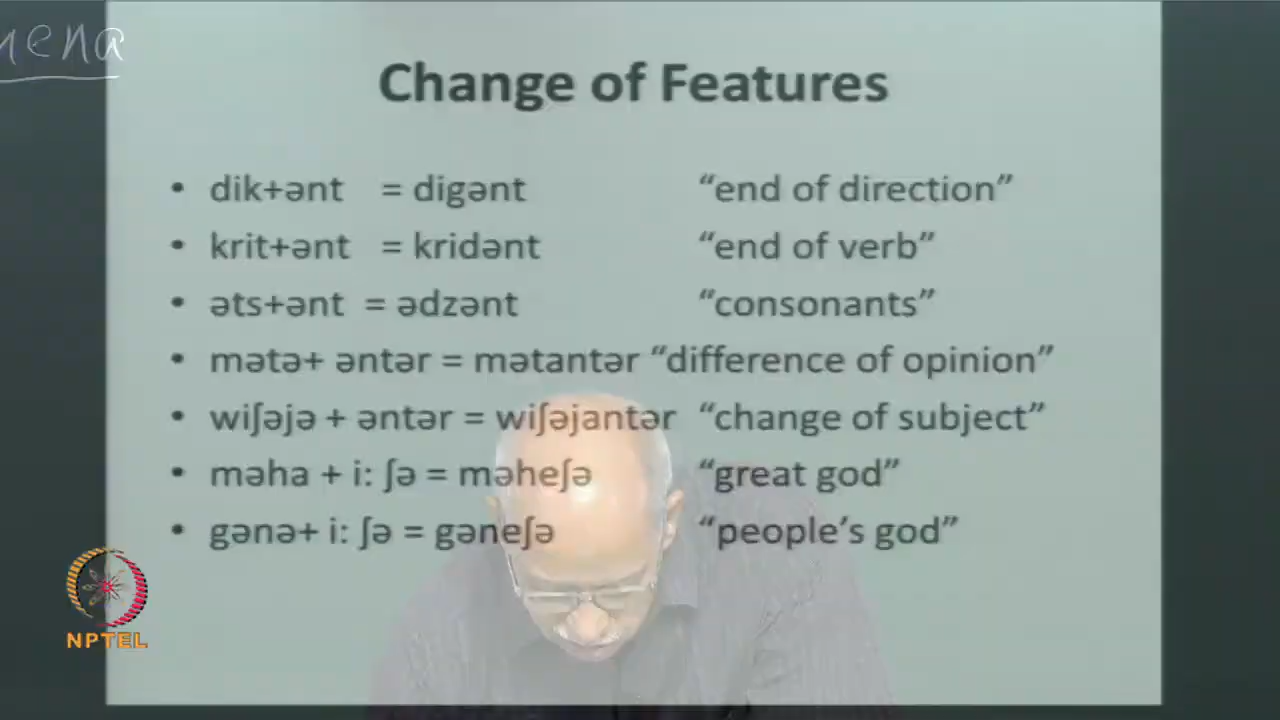 Change of Features
• dik+ənt = digənt "end of direction"
• krit+ənt = kridənt "end of verb"
• əts+ənt = ədzənt "consonants"
• mətə+ əntər = mətantər "difference of opinion"
• wiʃəjə + əntər = wiʃəjantər "change of subject"
• məha + i: ʃə = məheʃə "great god"
• gənə+ i: ʃə = gəneʃə "people's god"
NPTEL